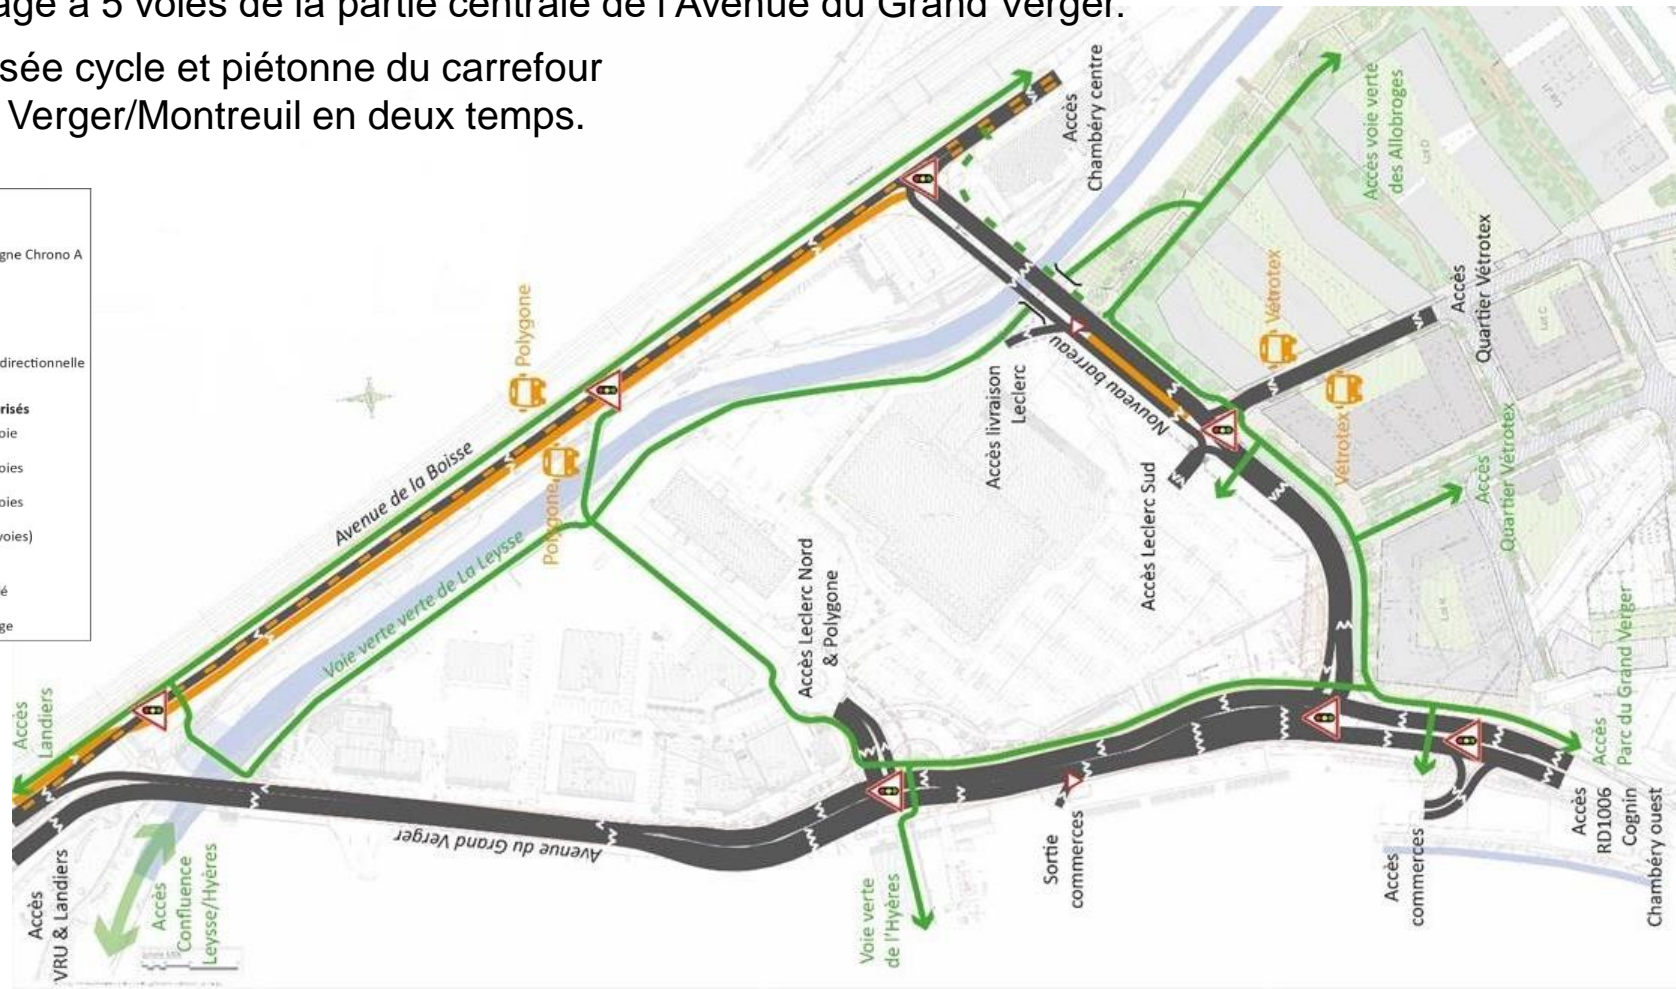 age à 5 voies de la partie centrale de l'Avenue du Grand Verger.
sée cycle et piétonne du carrefour
Verger/Montreuil en deux temps.
gne Chrono A
directionnelle
risés
oie
oies
oies
voies)
é
ge
Accès
Chambéry centre
Accès voie verte
des Allobroges
Accès
Quartier Vétrotex
Vétrotex
Vétrotex
Accès
Quartier Vétrotex
Polygone
Polygone
Avenue de la Boisse
Nouveau barreau
Accès livraison
Leclerc
Accès Leclerc Sud
Voie verte verte de La Leysse
Accès Leclerc Nord
& Polygone
Accès
Landiers
Avenue du Grand Verger
Accès
VRU & Landiers
Accès
Confluence
Leysse/Hyères
Voie verte
de l'Hyères
Sortie
commerces
Accès
commerces
Accès
Parc du Grand Verger
Accès
RD1006
Cognin
Chambéry ouest
Lot D
Lot C